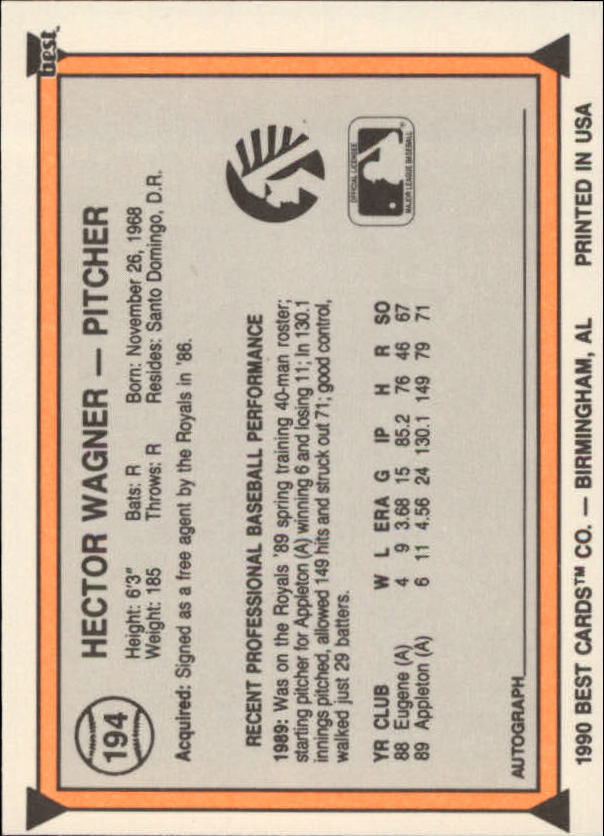 best
194
HECTOR WAGNER — PITCHER
Height: 6'3" Bats: R Born: November 26, 1968
Weight: 185 Throws: R Resides: Santo Domingo, D.R.
Acquired: Signed as a free agent by the Royals in '86.
RECENT PROFESSIONAL BASEBALL PERFORMANCE
1989: Was on the Royals '89 spring training 40-man roster;
starting pitcher for Appleton (A) winning 6 and losing 11; In 130.1
innings pitched, allowed 149 hits and struck out 71; good control,
walked just 29 batters.
YR CLUB W L ERA G IP H R SO
88 Eugene (A) 4 9 3.68 15 85.2 76 46 67
89 Appleton (A) 6 11 4.56 24 130.1 149 79 71
OFFICIAL LICENSEE
MAJOR LEAGUE BASEBALL
®
AUTOGRAPH
1990 BEST CARDS™ CO. — BIRMINGHAM, AL PRINTED IN USA